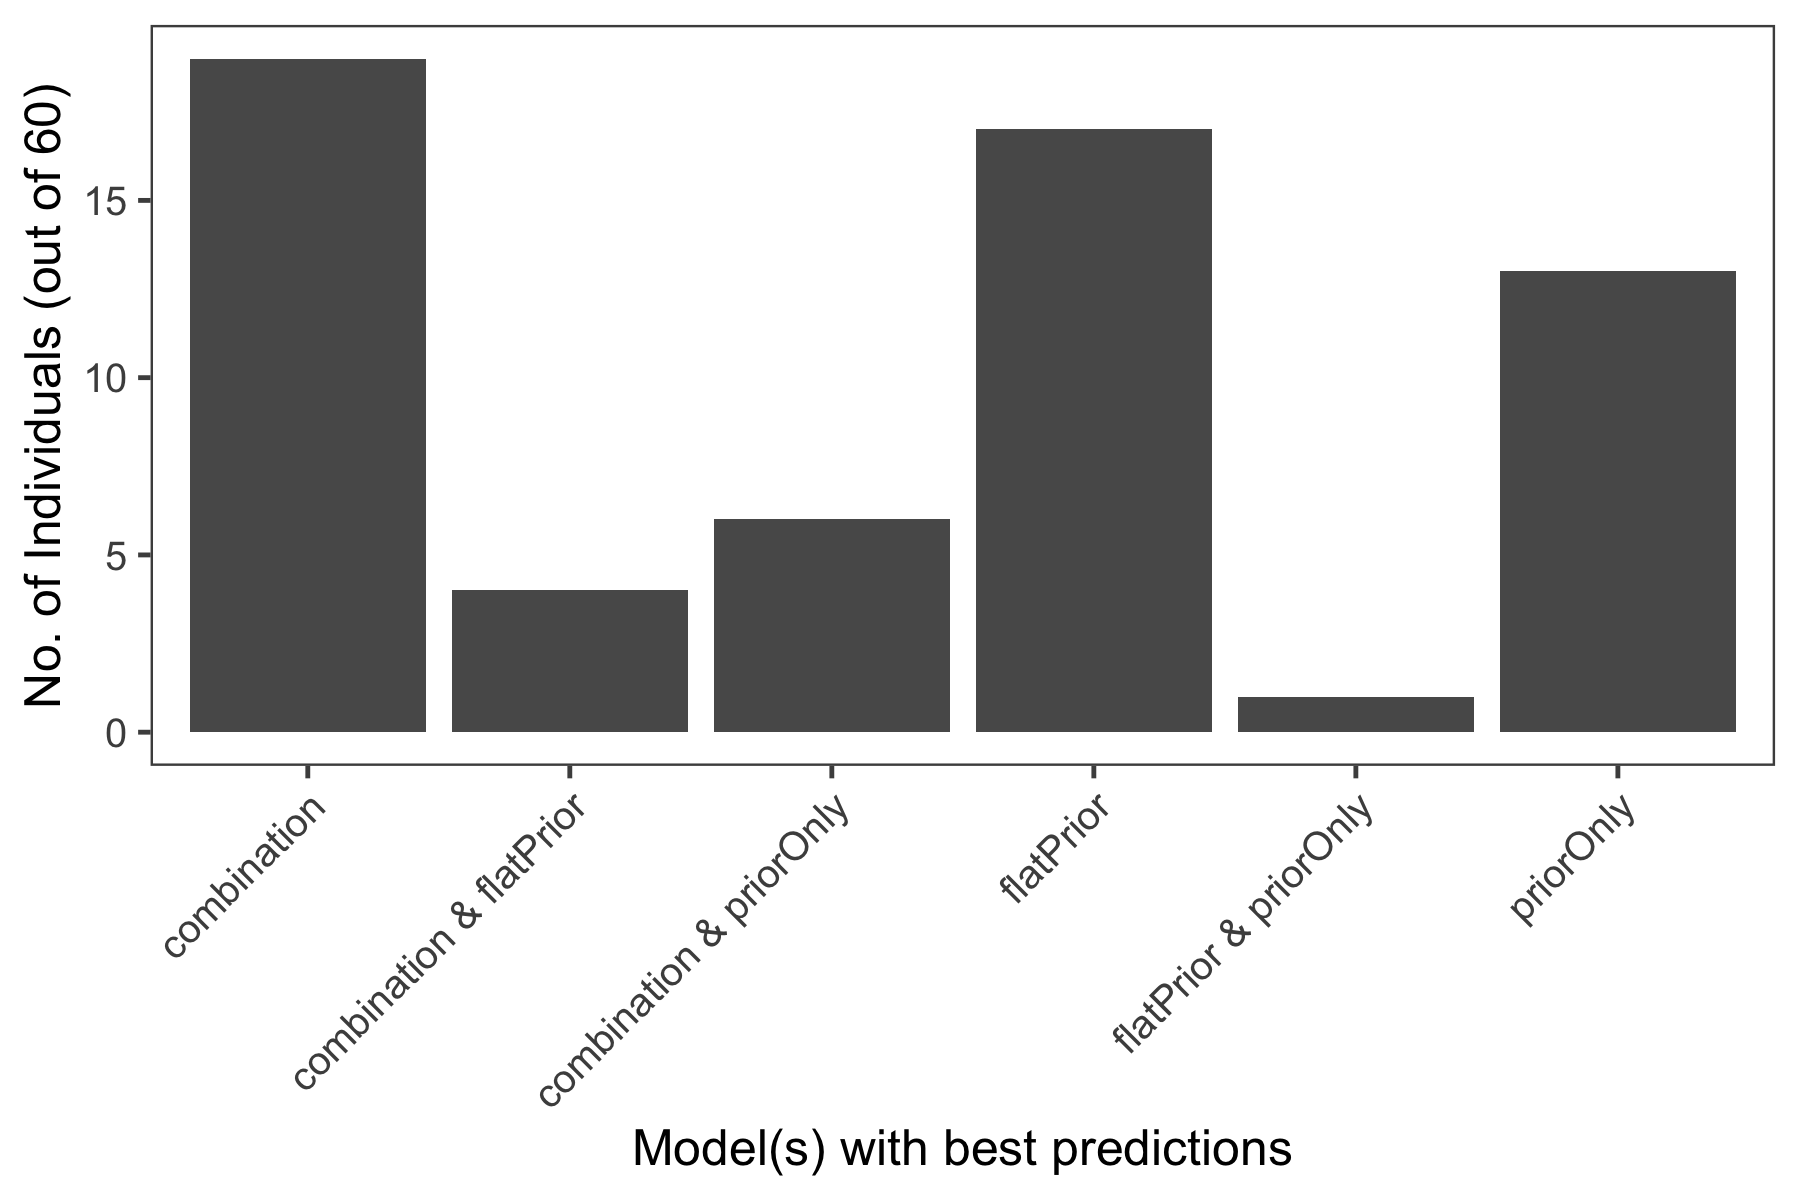 No. of Individuals (out of 60)
15
10
5
0
combination
combination & flatPrior
combination & priorOnly
flatPrior
flatPrior & priorOnly
priorOnly
Model(s) with best predictions